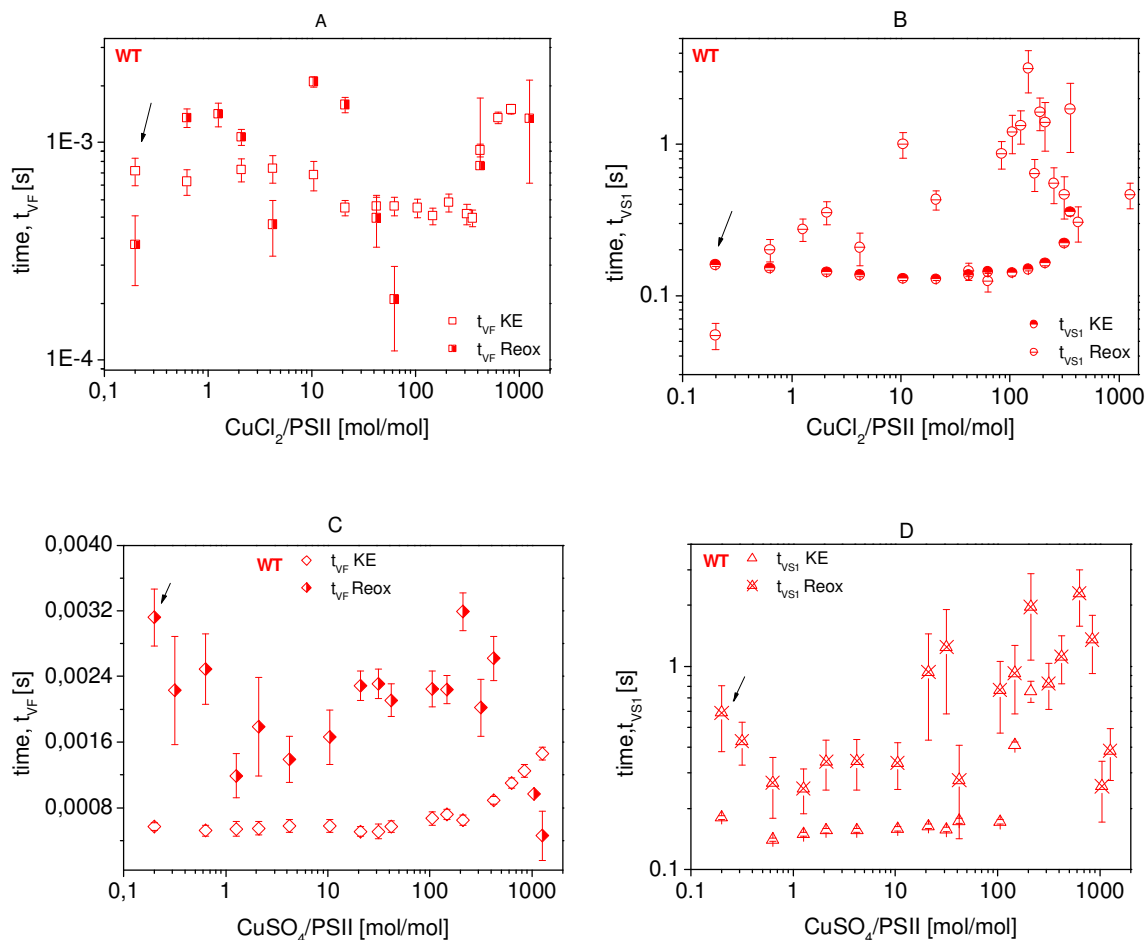 A
WT
1E-3
1E-4
time, t_VF [s]
t_VF KE
t_VF Reox
0,1 1 10 100 1000
CuCl2/PSII [mol/mol]
B
WT
1
0.1
time, t_VS1 [s]
t_VS1 KE
t_VS1 Reox
0,1 1 10 100 1000
CuCl2/PSII [mol/mol]
C
WT
t_VF KE
t_VF Reox
0,0040
0,0032
0,0024
0,0016
0,0008
time, t_VF [s]
0,1 1 10 100 1000
CuSO4/PSII [mol/mol]
D
WT
t_VS1 KE
t_VS1 Reox
1
0.1
time,t_VS1 [s]
0,1 1 10 100 1000
CuSO4/PSII [mol/mol]